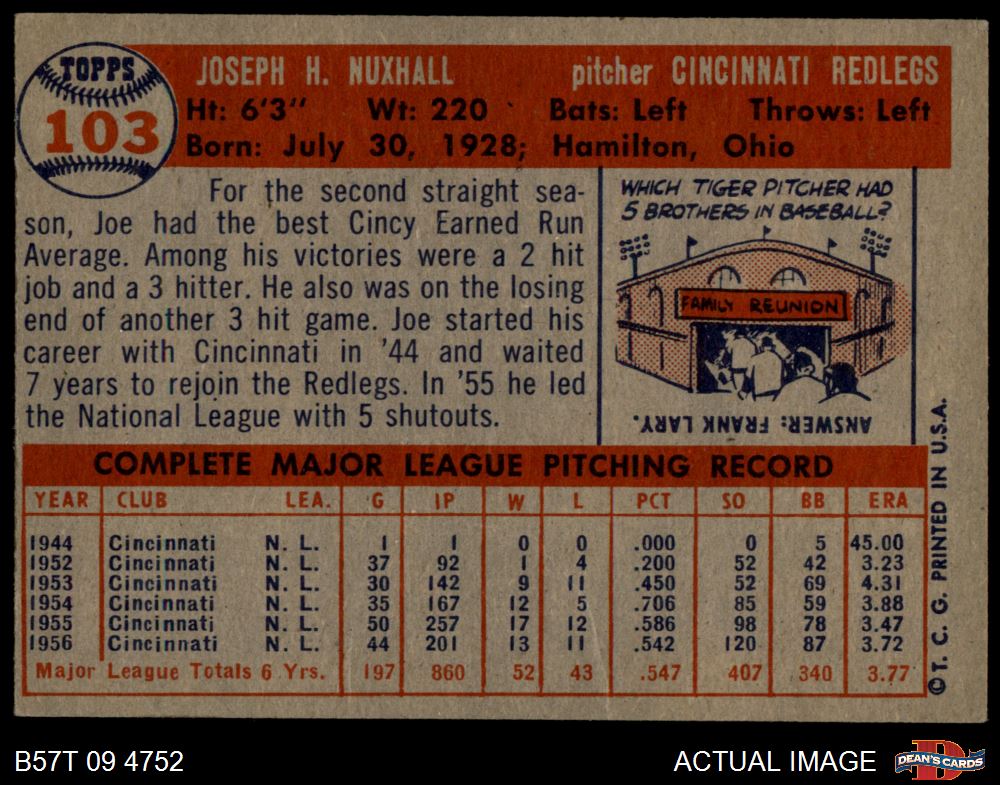 TOPPS
103
JOSEPH H. NUXHALL pitcher CINCINNATI REDLEGS
Ht: 6'3" Wt: 220 Bats: Left Throws: Left
Born: July 30, 1928; Hamilton, Ohio
For the second straight sea-
son, Joe had the best Cincy Earned Run
Average. Among his victories were a 2 hit
job and a 3 hitter. He also was on the losing
end of another 3 hit game. Joe started his
career with Cincinnati in '44 and waited
7 years to rejoin the Redlegs. In '55 he led
the National League with 5 shutouts.
WHICH TIGER PITCHER HAD
5 BROTHERS IN BASEBALL?
FAMILY REUNION
ANSWER: FRANK LARY.
COMPLETE MAJOR LEAGUE PITCHING RECORD
YEAR CLUB LEA. G IP W L PCT SO BB ERA
1944 Cincinnati N. L. 1 1 0 0 .000 0 5 45.00
1952 Cincinnati N. L. 37 92 1 4 .200 52 42 3.23
1953 Cincinnati N. L. 30 142 9 11 .450 52 69 4.31
1954 Cincinnati N. L. 35 167 12 5 .706 85 59 3.88
1955 Cincinnati N. L. 50 257 17 12 .586 98 78 3.47
1956 Cincinnati N. L. 44 201 13 11 .542 120 87 3.72
Major League Totals 6 Yrs. 197 860 52 43 .547 407 340 3.77
© T. C. G. PRINTED IN U.S.A.
B57T 09 4752 ACTUAL IMAGE
D
DEAN'S CARDS